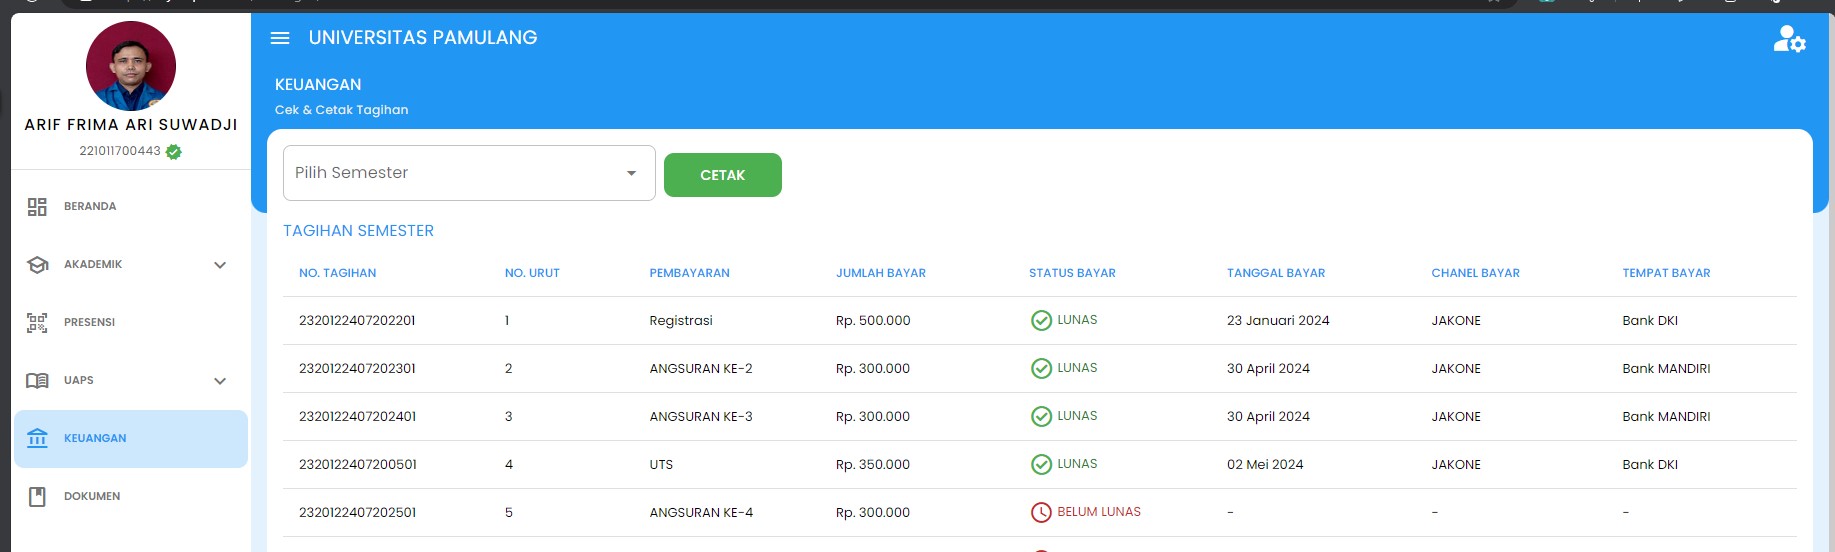 UNIVERSITAS PAMULANG
ARIF FRIMA ARI SUWADJI
221011700443
BERANDA
AKADEMIK
PRESENSI
UAPS
KEUANGAN
DOKUMEN
KEUANGAN
Cek & Cetak Tagihan
Pilih Semester
CETAK
TAGIHAN SEMESTER
NO. TAGIHAN NO. URUT PEMBAYARAN JUMLAH BAYAR STATUS BAYAR TANGGAL BAYAR CHANEL BAYAR TEMPAT BAYAR
2320122407202201 1 Registrasi Rp. 500.000 LUNAS 23 Januari 2024 JAKONE Bank DKI
2320122407202301 2 ANGSURAN KE-2 Rp. 300.000 LUNAS 30 April 2024 JAKONE Bank MANDIRI
2320122407202401 3 ANGSURAN KE-3 Rp. 300.000 LUNAS 30 April 2024 JAKONE Bank MANDIRI
2320122407200501 4 UTS Rp. 350.000 LUNAS 02 Mei 2024 JAKONE Bank DKI
2320122407202501 5 ANGSURAN KE-4 Rp. 300.000 BELUM LUNAS - - -